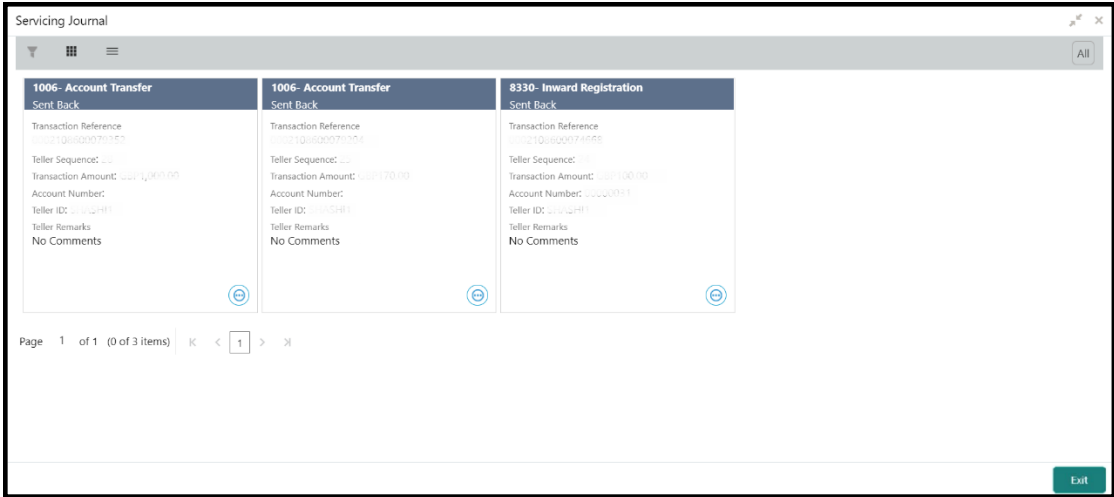 Servicing Journal
All
1006- Account Transfer
Sent Back
Transaction Reference
Teller Sequence:
Transaction Amount:
Account Number:
Teller ID:
Teller Remarks
No Comments
1006- Account Transfer
Sent Back
Transaction Reference
Teller Sequence:
Transaction Amount:
Account Number:
Teller ID:
Teller Remarks
No Comments
8330- Inward Registration
Sent Back
Transaction Reference
Teller Sequence:
Transaction Amount:
Account Number:
Teller ID:
Teller Remarks
No Comments
Page 1 of 1 (0 of 3 items) 1
Exit